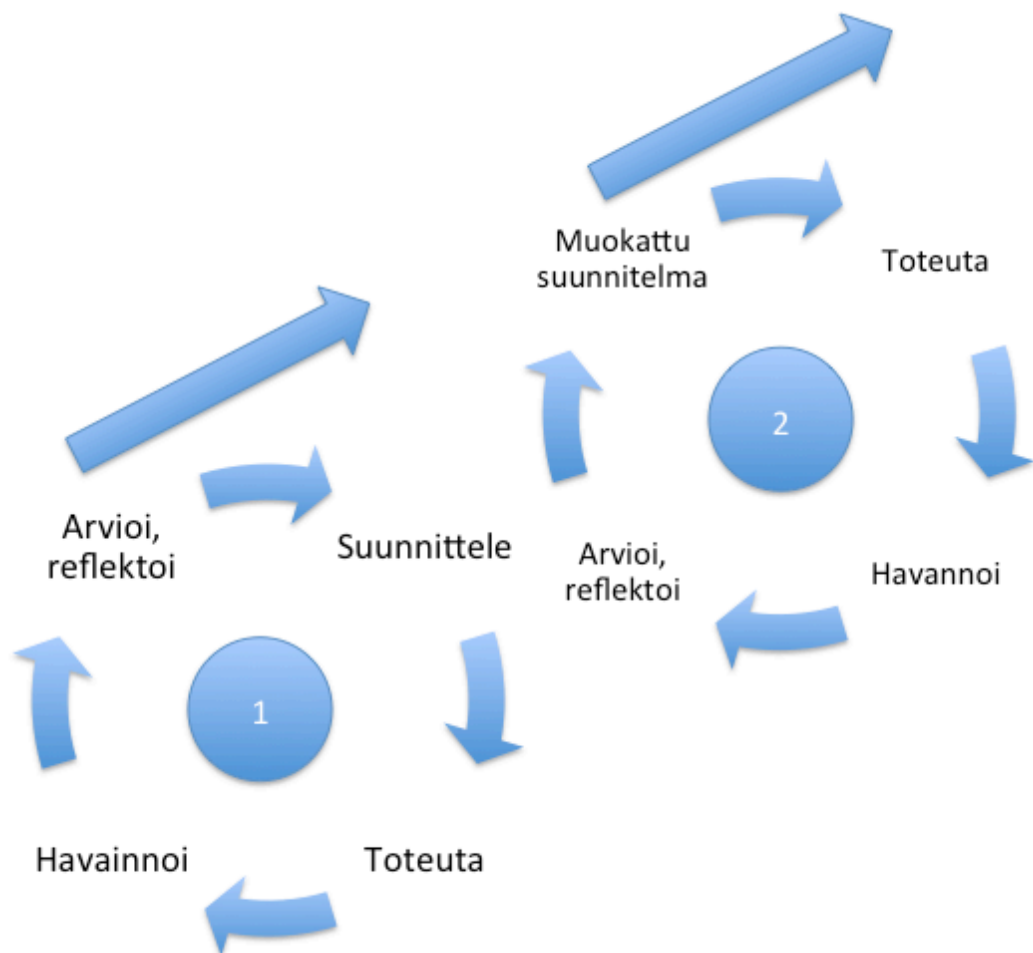 Muokattu
suunnitelma
Toteuta
2
Arvioi,
reflektoi
Havannoi
Arvioi,
reflektoi
Suunnittele
1
Havainnoi
Toteuta